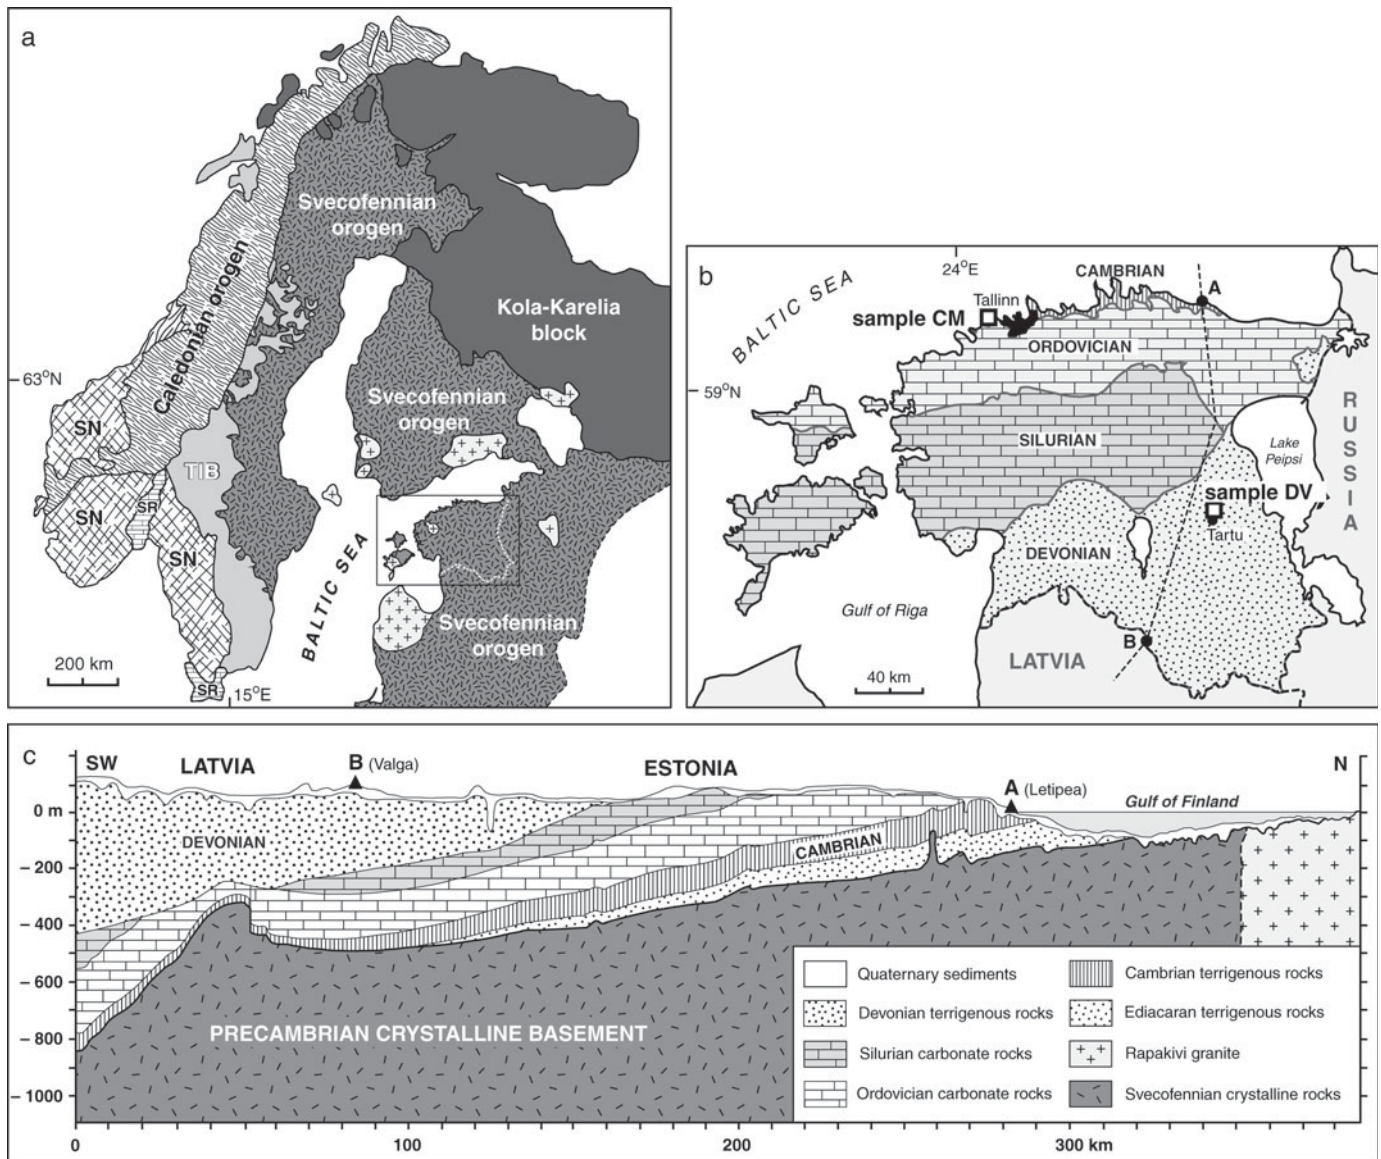 a
Svecofennian
orogen
Caledonian orogen
Kola-Karelia
block
63°N
Svecofennian
orogen
SN
TIB
SR
SN
SN
BALTIC SEA
Svecofennian
orogen
200 km
SR
15°E
b
24°E
CAMBRIAN
A
BALTIC SEA
Tallinn
sample CM
ORDOVICIAN
59°N
RUSSIA
SILURIAN
Lake
Peipsi
sample DV
Tartu
DEVONIAN
Gulf of Riga
B
LATVIA
40 km
c
SW
LATVIA
B (Valga)
ESTONIA
N
A (Letipea)
Gulf of Finland
0 m
DEVONIAN
CAMBRIAN
– 200
– 400
– 600
– 800
– 1000
PRECAMBRIAN CRYSTALLINE BASEMENT
Quaternary sediments
Cambrian terrigenous rocks
Devonian terrigenous rocks
Ediacaran terrigenous rocks
Silurian carbonate rocks
Rapakivi granite
Ordovician carbonate rocks
Svecofennian crystalline rocks
0
100
200
300 km